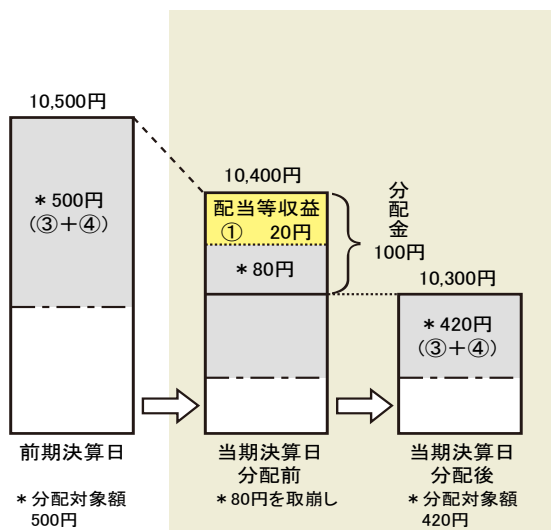 10,500円
＊500円
(③＋④)
前期決算日
＊分配対象額
500円
10,400円
配当等収益
① 20円
＊80円
分配金
100円
当期決算日
分配前
＊80円を取崩し
10,300円
＊420円
(③＋④)
当期決算日
分配後
＊分配対象額
420円